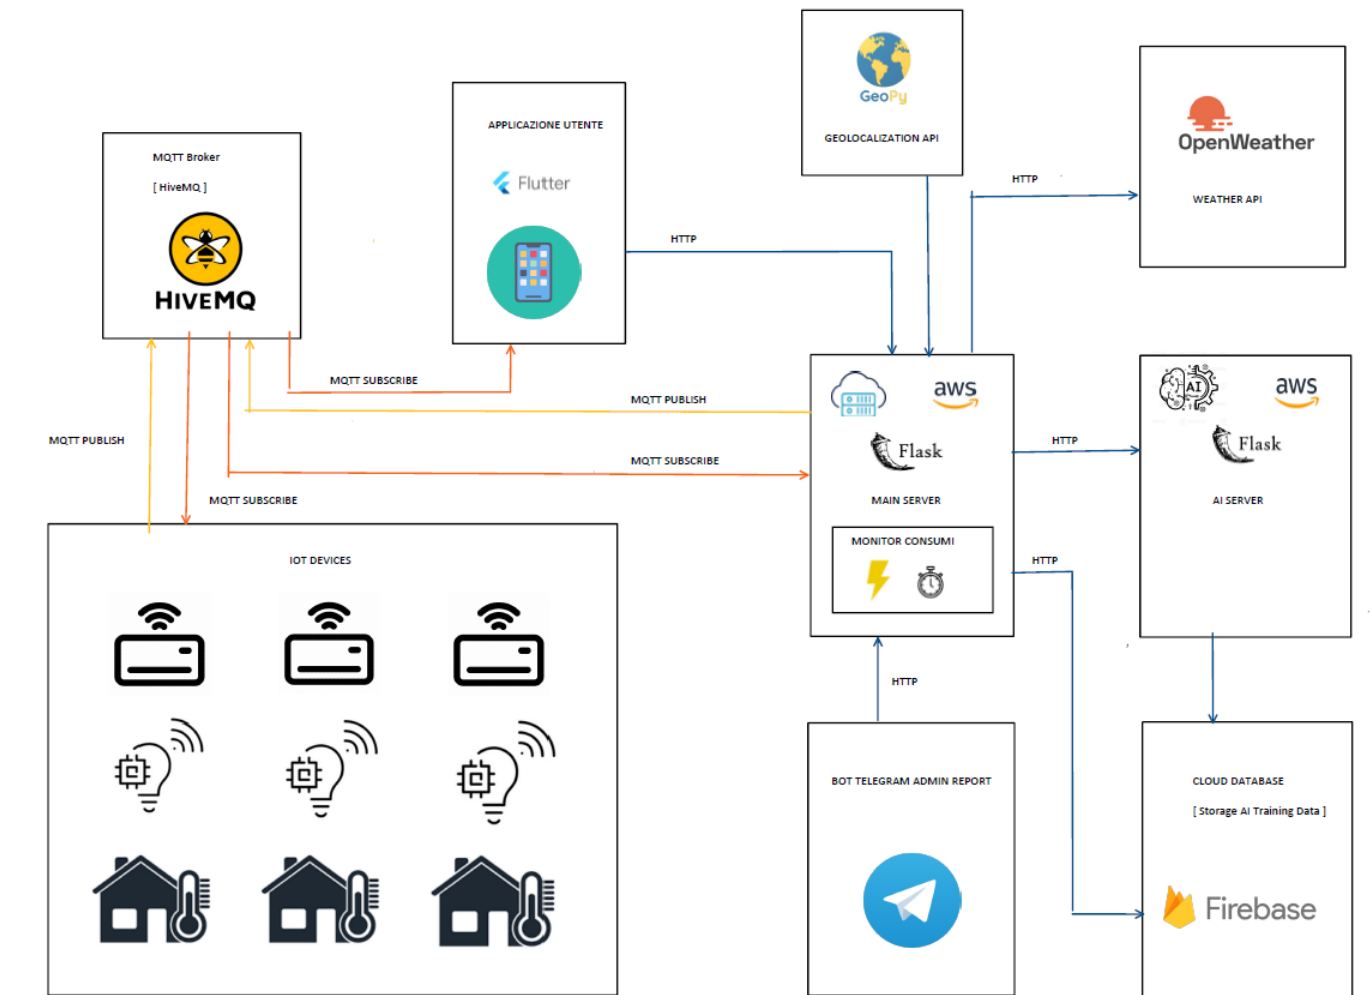 GeoPy
GEOLOCALIZATION API
OpenWeather
WEATHER API
HTTP
APPLICAZIONE UTENTE
Flutter
HTTP
MQTT Broker
[ HiveMQ ]
HIVEMQ
MQTT SUBSCRIBE
MQTT PUBLISH
MQTT SUBSCRIBE
MQTT PUBLISH
MQTT SUBSCRIBE
aws
Flask
MAIN SERVER
MONITOR CONSUMI
HTTP
AI
aws
Flask
AI SERVER
HTTP
HTTP
IOT DEVICES
BOT TELEGRAM ADMIN REPORT
CLOUD DATABASE
[ Storage AI Training Data ]
Firebase